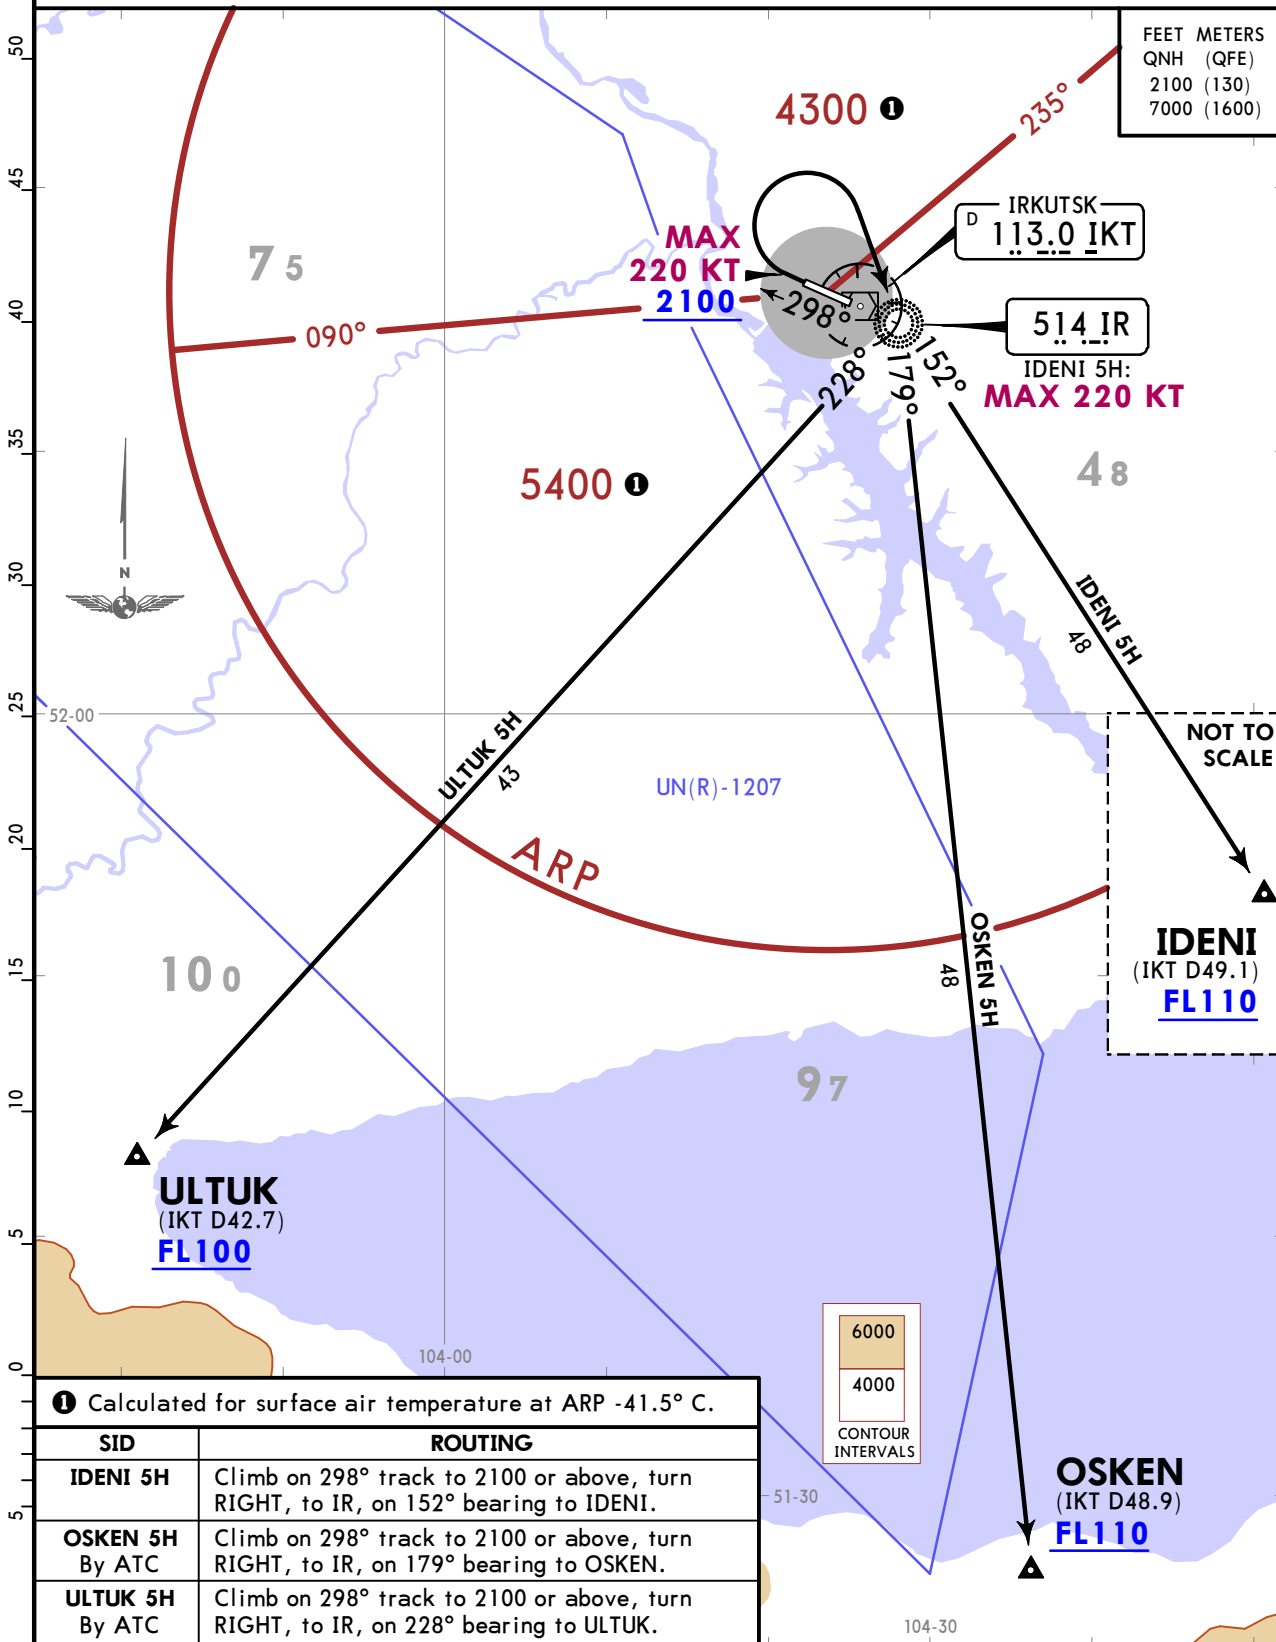 FEET METERS
QNH (QFE)
2100 (130)
7000 (1600)
50
45
40
35
30
25
20
15
10
5
0
5
4300 ❶
235°
IRKUTSK
D 113.0 IKT
MAX
220 KT
2100
75
090°
298°
514 IR
IDENI 5H:
MAX 220 KT
228°
179°
152°
5400 ❶
48
N
IDENI 5H
48
52-00
NOT TO
SCALE
ULTUK 5H
43
UN(R)-1207
ARP
OSKEN 5H
48
IDENI
(IKT D49.1)
FL110
100
97
ULTUK
(IKT D42.7)
FL100
104-00
6000
4000
CONTOUR
INTERVALS
51-30
OSKEN
(IKT D48.9)
FL110
104-30
❶ Calculated for surface air temperature at ARP -41.5° C.
SID ROUTING
IDENI 5H Climb on 298° track to 2100 or above, turn
RIGHT, to IR, on 152° bearing to IDENI.
OSKEN 5H Climb on 298° track to 2100 or above, turn
By ATC RIGHT, to IR, on 179° bearing to OSKEN.
ULTUK 5H Climb on 298° track to 2100 or above, turn
By ATC RIGHT, to IR, on 228° bearing to ULTUK.